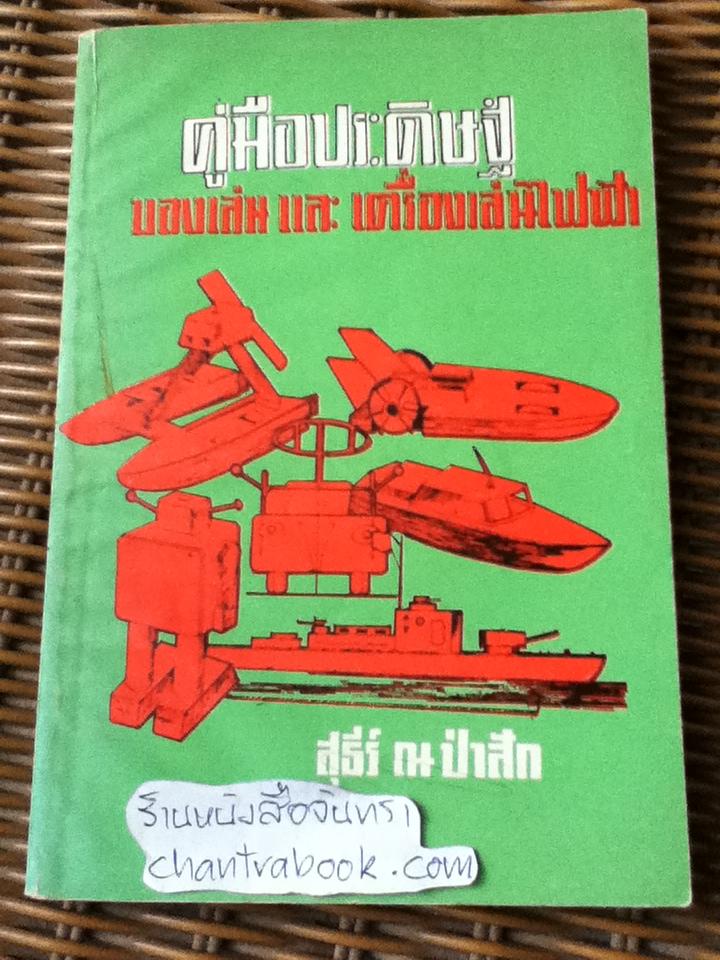 คู่มือประดิษฐ์
ของเล่น และ เครื่องเล่นไฟฟ้า
สุธีร์ ณ ป่าสัก
ร้านหนังสือจันทรา
chantrabook.com